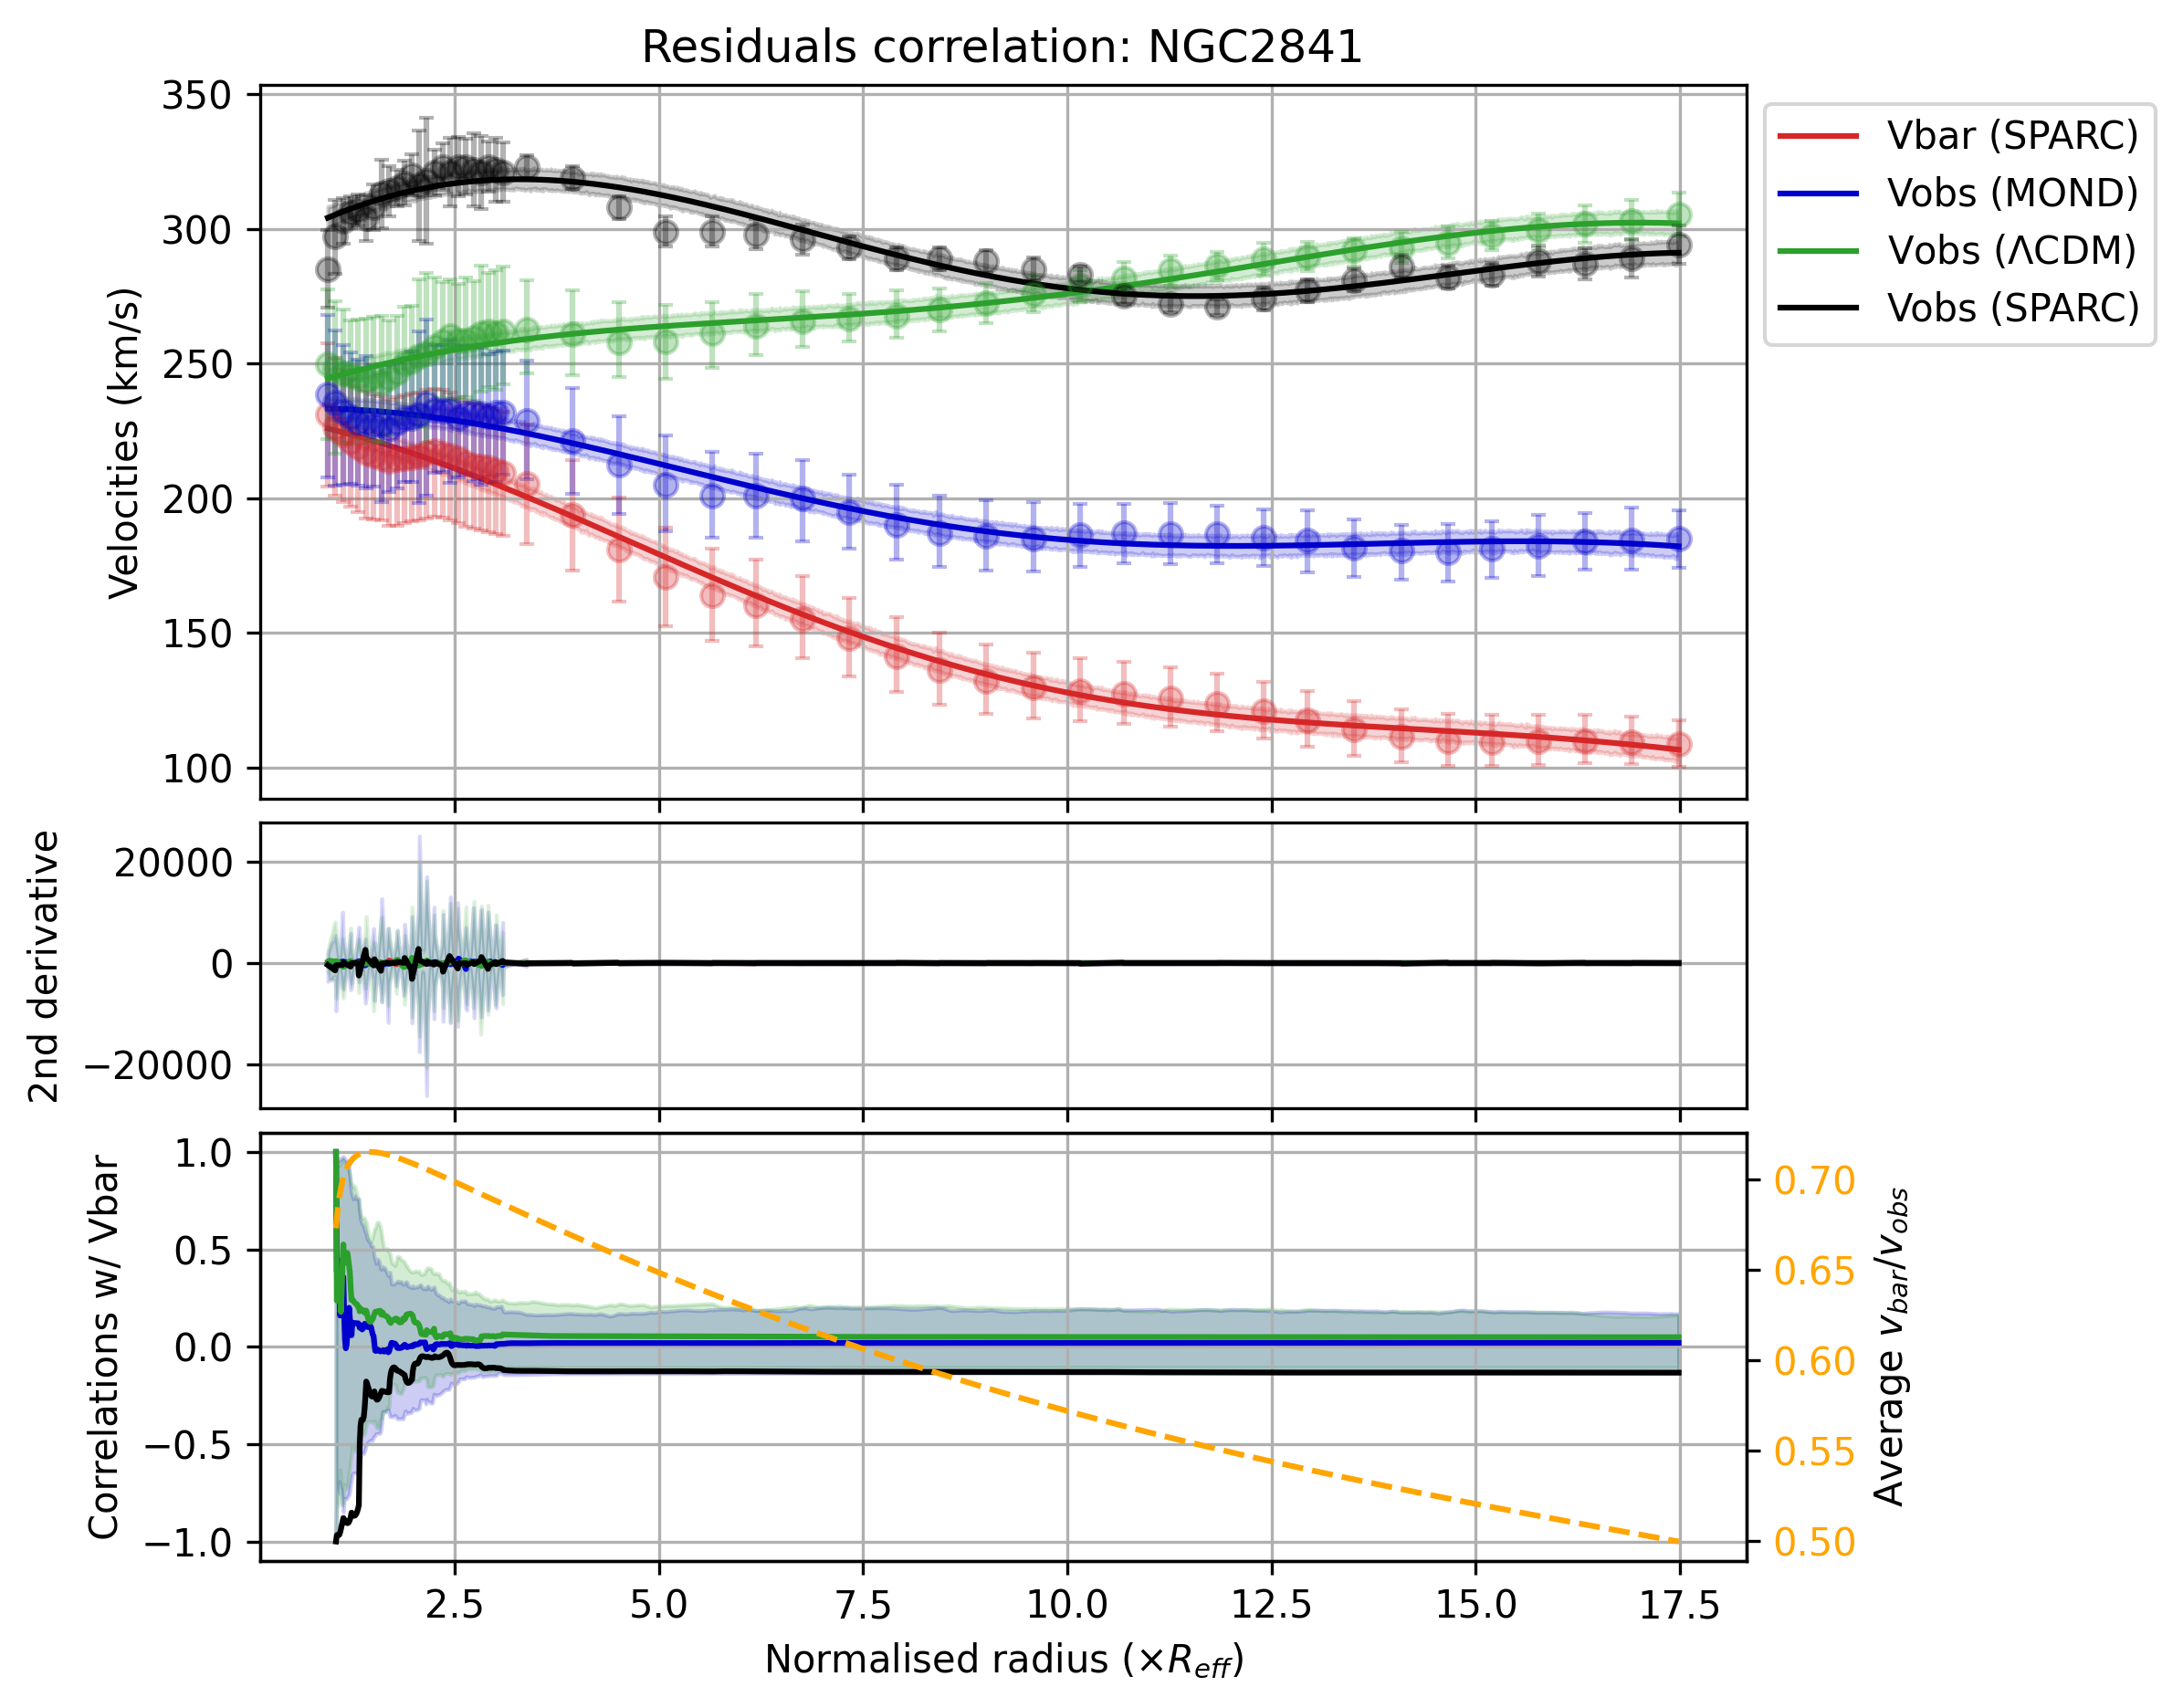 Residuals correlation: NGC2841
350
300
250
200
150
100
Velocities (km/s)
Vbar (SPARC)
Vobs (MOND)
Vobs (ΛCDM)
Vobs (SPARC)
20000
0
−20000
2nd derivative
1.0
0.5
0.0
−0.5
−1.0
Correlations w/ Vbar
0.70
0.65
0.60
0.55
0.50
Average v_bar/v_obs
2.5 5.0 7.5 10.0 12.5 15.0 17.5
Normalised radius (×R_eff)